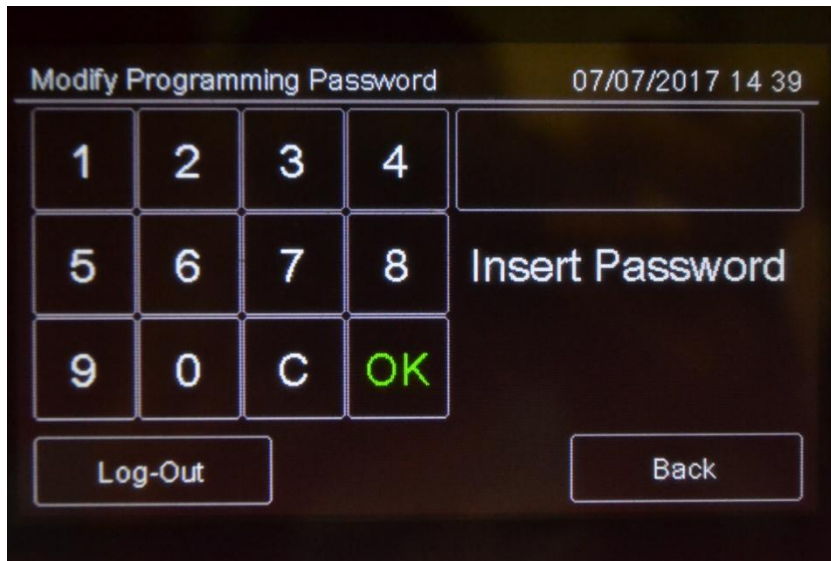 Modify Programming Password 07/07/2017 14 39
1 2 3 4
5 6 7 8 Insert Password
9 0 C OK
Log-Out Back